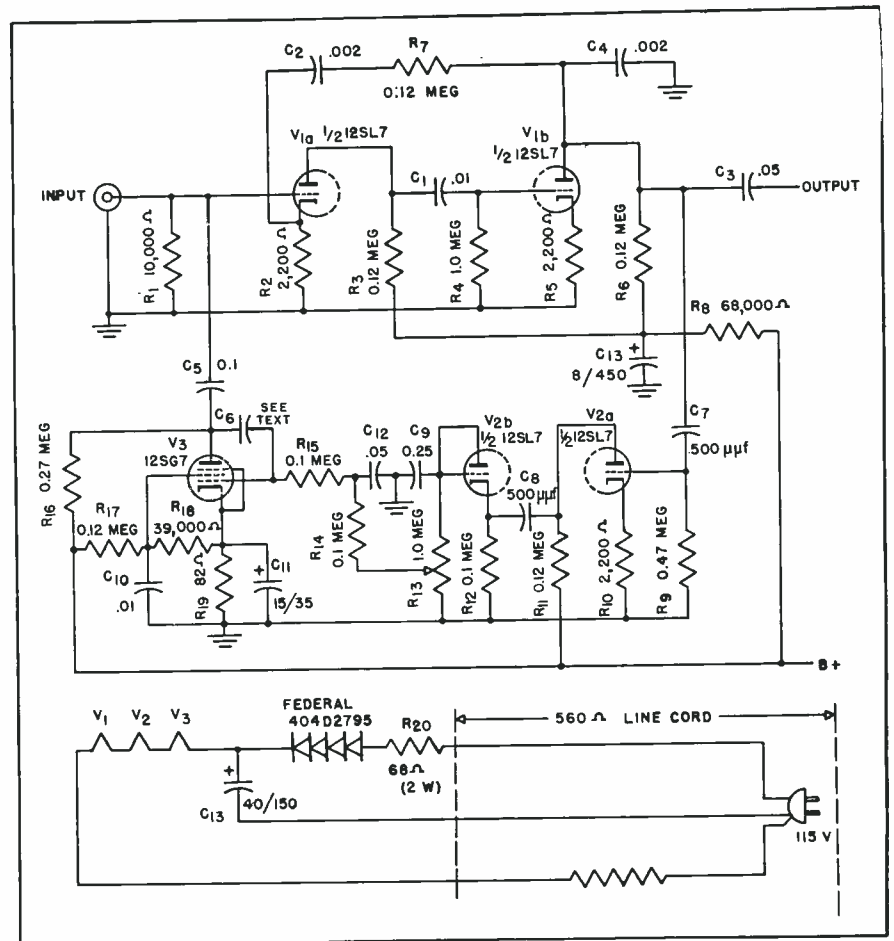 C2 .002
R7
0.12 MEG
C4 .002
V1a 1/2 12SL7
V1b
1/2 12SL7
INPUT
C1 .01
C3 .05
OUTPUT
R1 10,000 Ω
R2
2,200 Ω
R3
0.12 MEG
R4 1.0 MEG
R5 2,200 Ω
R6 0.12 MEG
R8 68,000 Ω
C13
8/450
+
C5 0.1
C6 SEE TEXT
V3
12SG7
R15
0.1 MEG
C12
.05
C9
0.25
V2b
1/2 12SL7
V2a
1/2 12SL7
C7
500 μμf
C8
500 μμf
R16 0.27 MEG
R17
0.12 MEG
R18
39,000 Ω
R14
0.1 MEG
1.0 MEG
R13
R12 0.1 MEG
R11 0.12 MEG
R10 2,200 Ω
R9 0.47 MEG
C10
.01
82 Ω
R19
+
C11
15/35
B+
V1 V2 V3
FEDERAL
404D2795
R20
68 Ω
(2 W)
560 Ω LINE CORD
+
C13
40/150
115 V